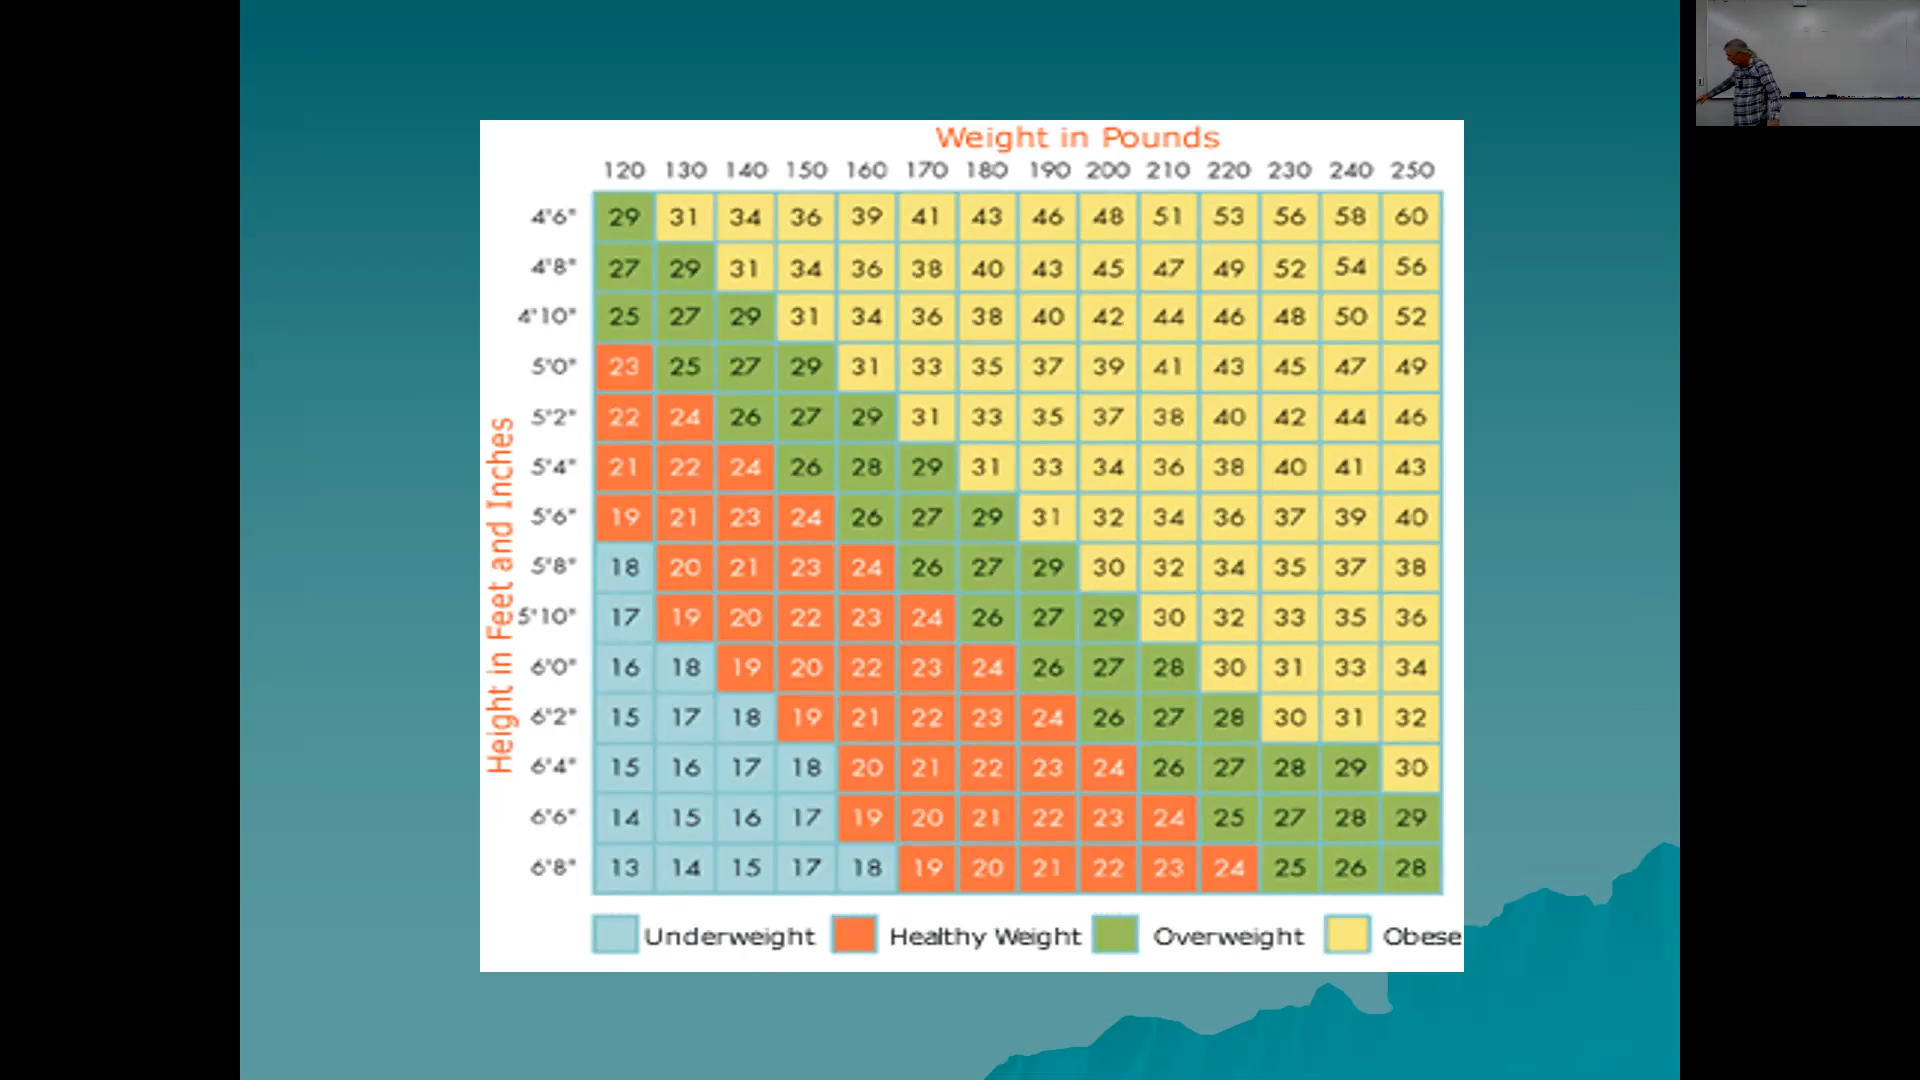 Weight in Pounds
120 130 140 150 160 170 180 190 200 210 220 230 240 250
Height in Feet and Inches
4'6" 29 31 34 36 39 41 43 46 48 51 53 56 58 60
4'8" 27 29 31 34 36 38 40 43 45 47 49 52 54 56
4'10" 25 27 29 31 34 36 38 40 42 44 46 48 50 52
5'0" 23 25 27 29 31 33 35 37 39 41 43 45 47 49
5'2" 22 24 26 27 29 31 33 35 37 38 40 42 44 46
5'4" 21 22 24 26 28 29 31 33 34 36 38 40 41 43
5'6" 19 21 23 24 26 27 29 31 32 34 36 37 39 40
5'8" 18 20 21 23 24 26 27 29 30 32 34 35 37 38
5'10" 17 19 20 22 23 24 26 27 29 30 32 33 35 36
6'0" 16 18 19 20 22 23 24 26 27 28 30 31 33 34
6'2" 15 17 18 19 21 22 23 24 26 27 28 30 31 32
6'4" 15 16 17 18 20 21 22 23 24 26 27 28 29 30
6'6" 14 15 16 17 19 20 21 22 23 24 25 27 28 29
6'8" 13 14 15 17 18 19 20 21 22 23 24 25 26 28
Underweight Healthy Weight Overweight Obese